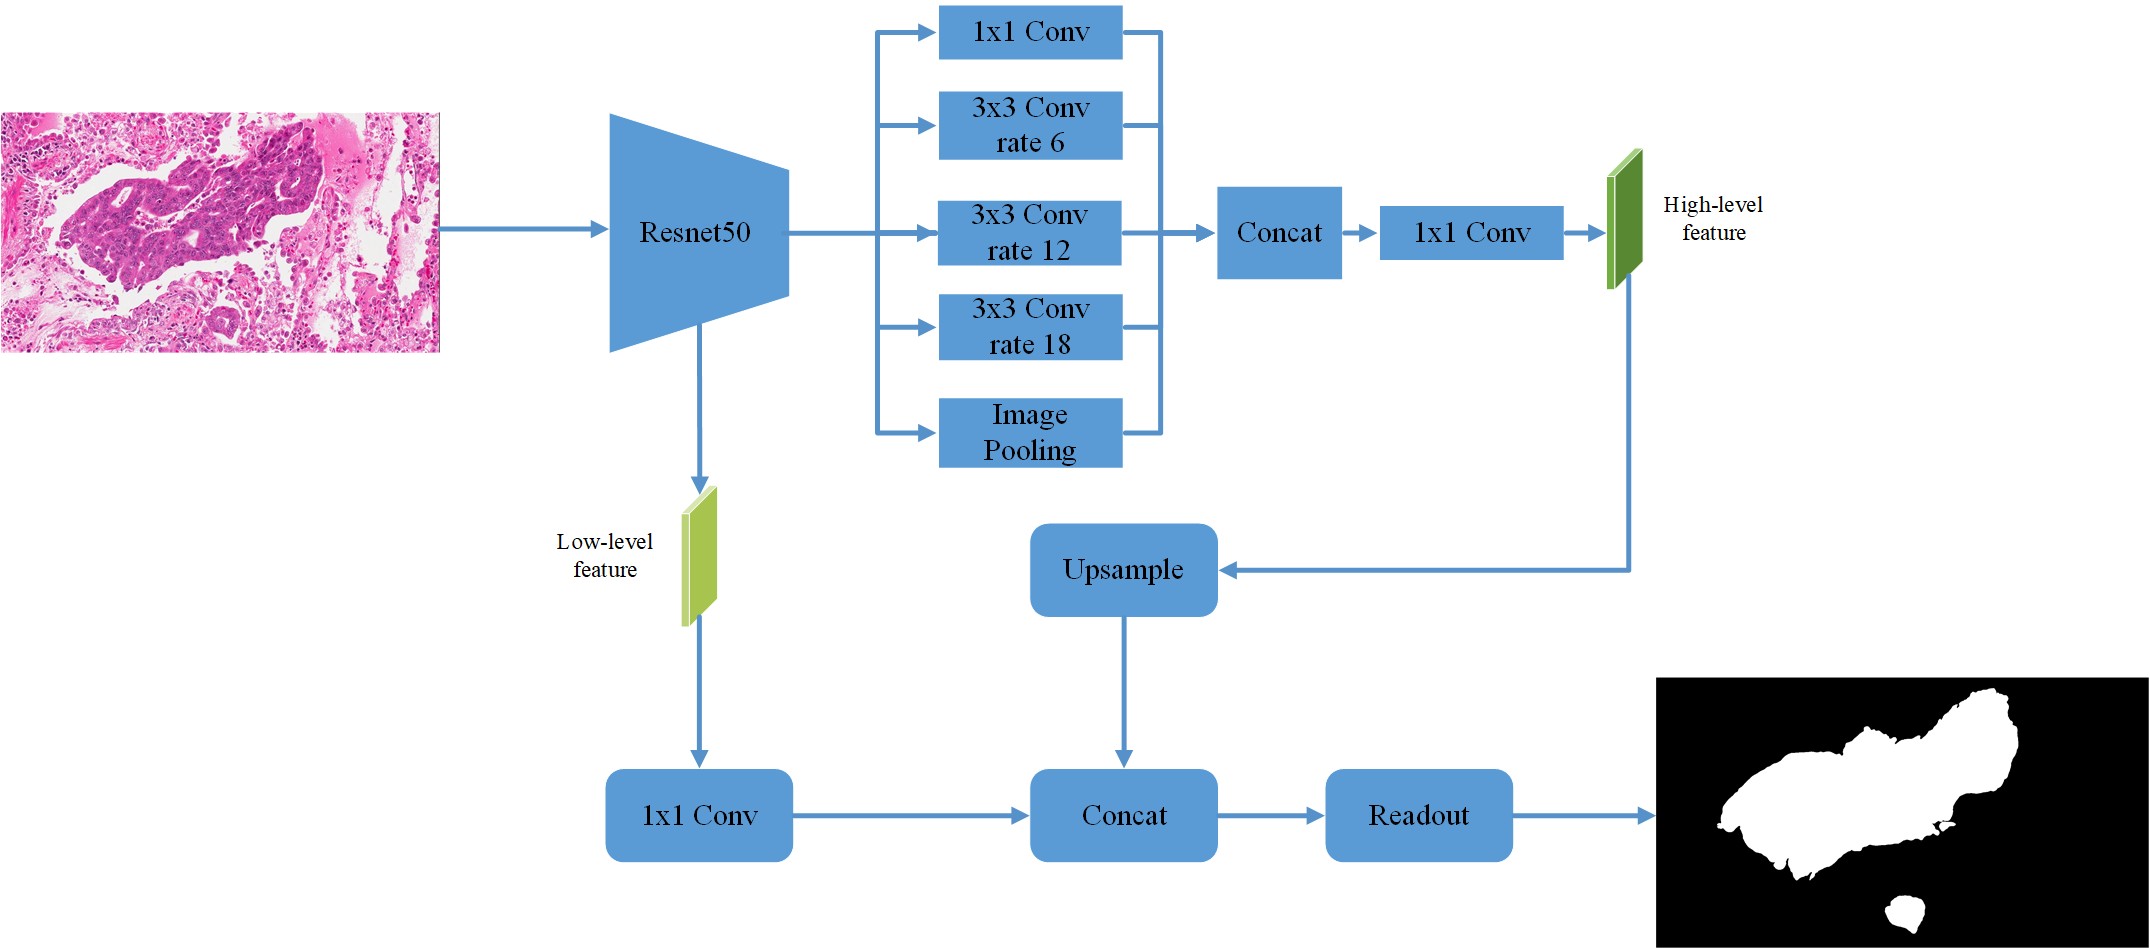 1x1 Conv
3x3 Conv
rate 6
Resnet50
3x3 Conv
rate 12
Concat
1x1 Conv
High-level
feature
3x3 Conv
rate 18
Image
Pooling
Low-level
feature
Upsample
1x1 Conv
Concat
Readout